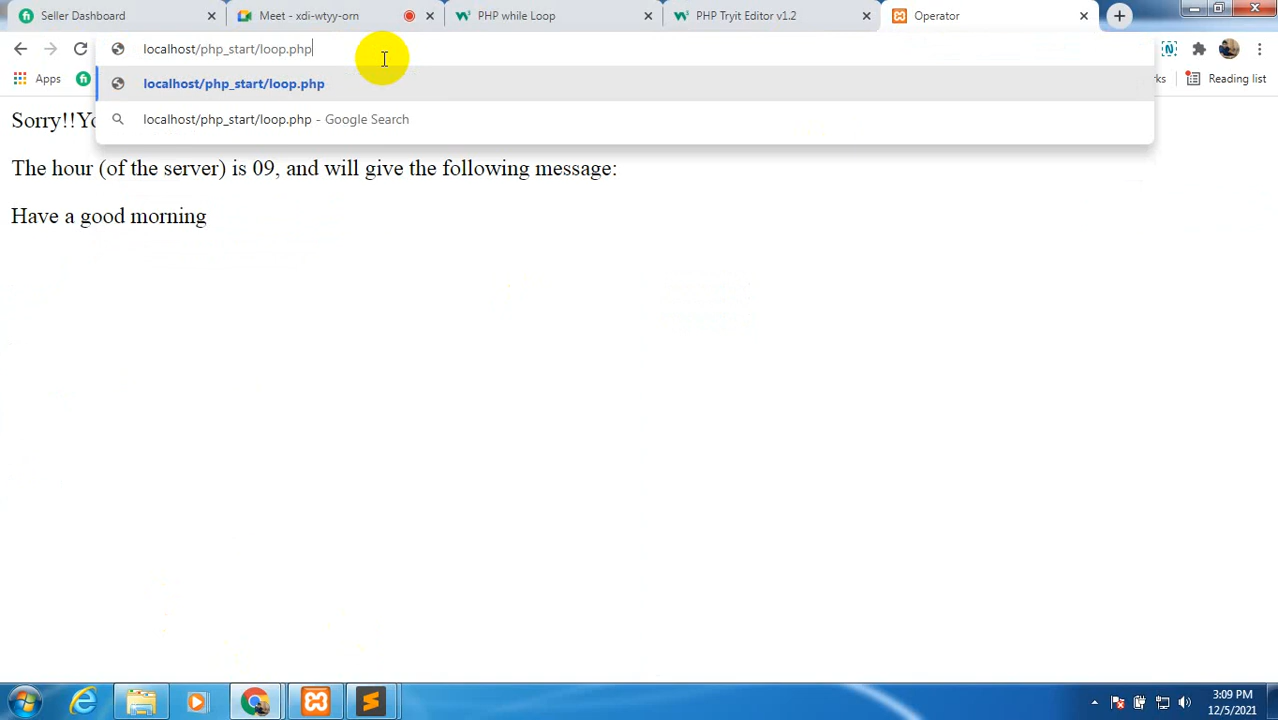 Seller Dashboard
Meet - xdi-wtyy-orn
PHP while Loop
PHP Tryit Editor v1.2
Operator
localhost/php_start/loop.php
Apps
localhost/php_start/loop.php
Reading list
localhost/php_start/loop.php - Google Search
Sorry!!
The hour (of the server) is 09, and will give the following message:
Have a good morning
3:09 PM
12/5/2021